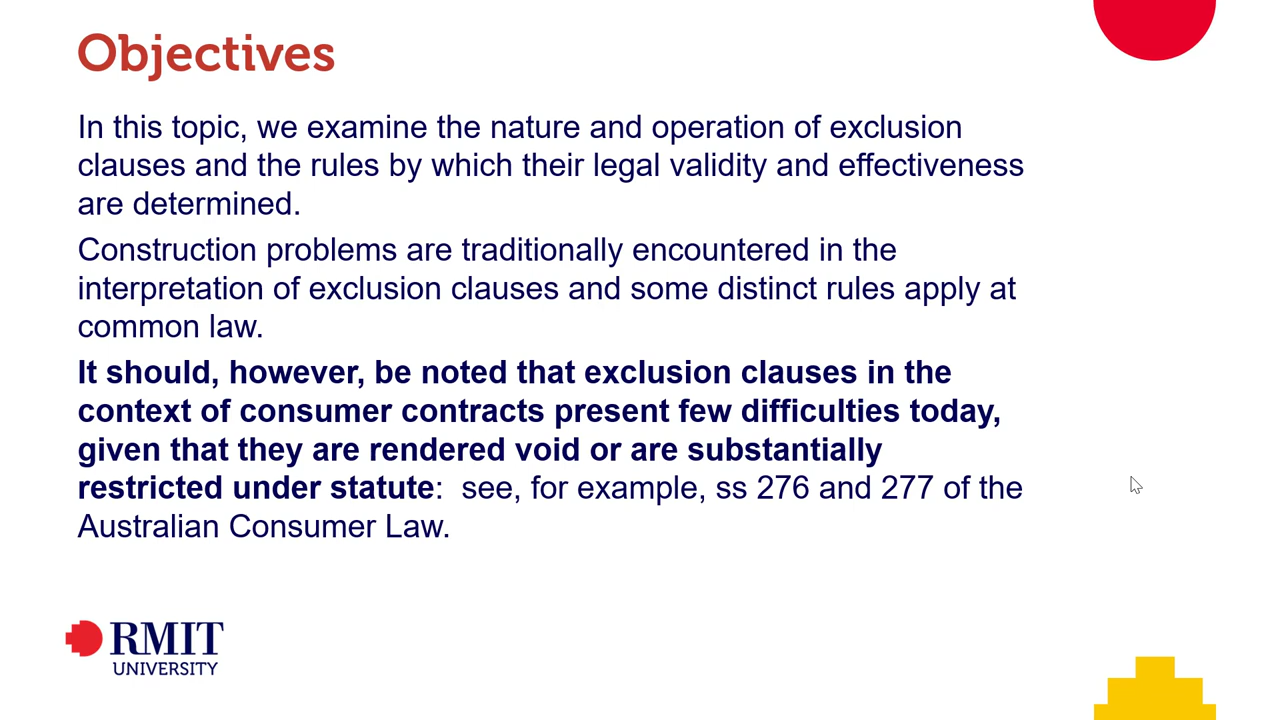 Objectives
In this topic, we examine the nature and operation of exclusion
clauses and the rules by which their legal validity and effectiveness
are determined.
Construction problems are traditionally encountered in the
interpretation of exclusion clauses and some distinct rules apply at
common law.
It should, however, be noted that exclusion clauses in the
context of consumer contracts present few difficulties today,
given that they are rendered void or are substantially
restricted under statute:  see, for example, ss 276 and 277 of the
Australian Consumer Law.
RMIT
UNIVERSITY